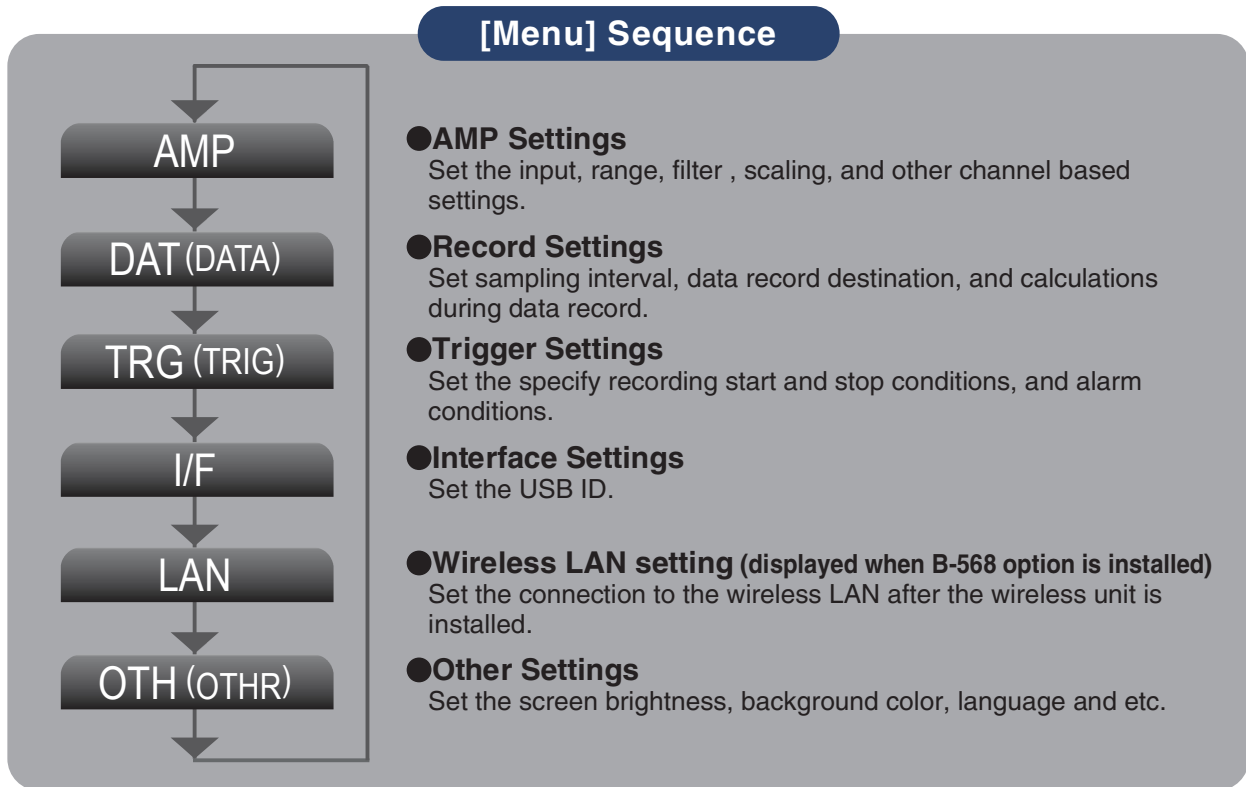 [Menu] Sequence
AMP
●AMP Settings
Set the input, range, filter , scaling, and other channel based
settings.
DAT (DATA)
●Record Settings
Set sampling interval, data record destination, and calculations
during data record.
TRG (TRIG)
●Trigger Settings
Set the specify recording start and stop conditions, and alarm
conditions.
I/F
●Interface Settings
Set the USB ID.
LAN
●Wireless LAN setting (displayed when B-568 option is installed)
Set the connection to the wireless LAN after the wireless unit is
installed.
OTH (OTHR)
●Other Settings
Set the screen brightness, background color, language and etc.